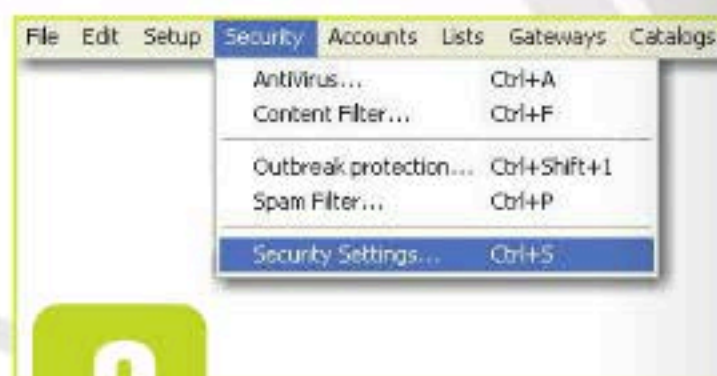 File Edit Setup Security Accounts Lists Gateways Catalogs
AntiVirus... Ctrl+A
Content Filter... Ctrl+F
Outbreak protection... Ctrl+Shift+1
Spam Filter... Ctrl+P
Security Settings... Ctrl+S